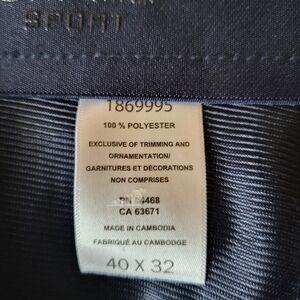 SPORT
1869995
100 % POLYESTER
EXCLUSIVE OF TRIMMING AND
ORNAMENTATION/
GARNITURES ET DÉCORATIONS
NON COMPRISES
RN
CA 63671
MADE IN CAMBODIA
FABRIQUÉ AU CAMBODGE
40 X 32